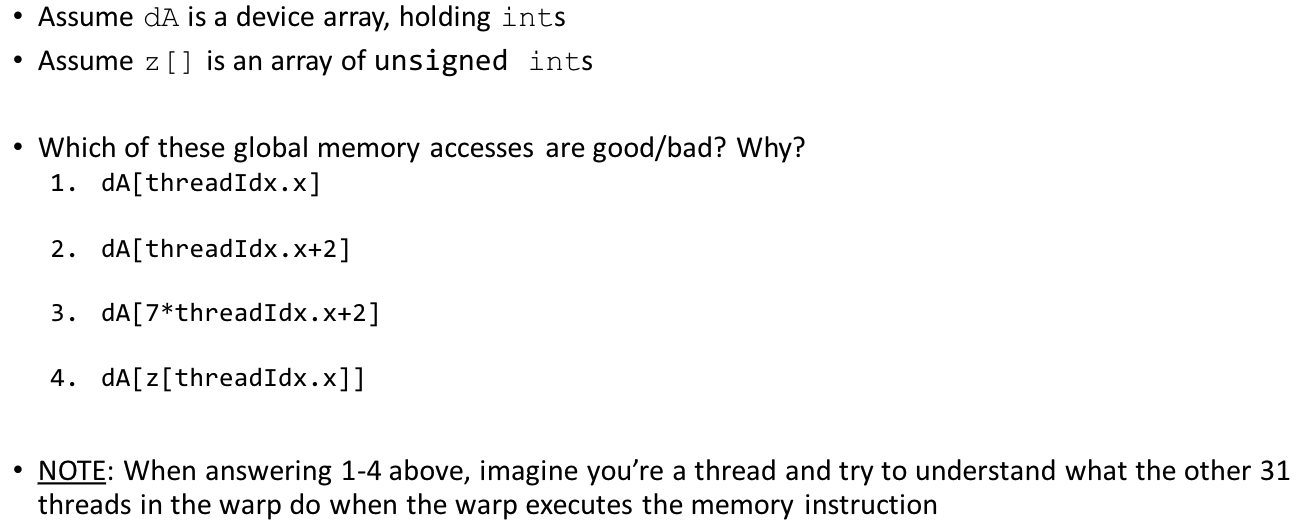 • Assume dA is a device array, holding ints
• Assume z[] is an array of unsigned ints
• Which of these global memory accesses are good/bad? Why?
1. dA[threadIdx.x]
2. dA[threadIdx.x+2]
3. dA[7*threadIdx.x+2]
4. dA[z[threadIdx.x]]
• NOTE: When answering 1-4 above, imagine you’re a thread and try to understand what the other 31
threads in the warp do when the warp executes the memory instruction